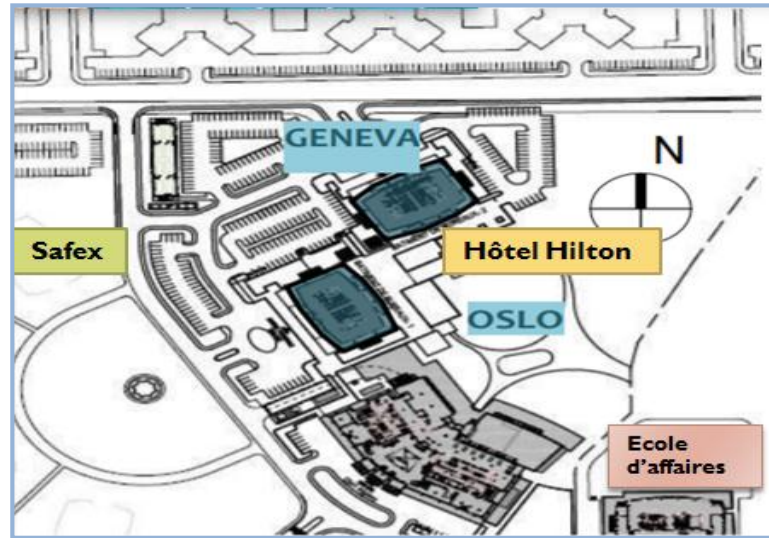 GENEVA
N
Safex
Hôtel Hilton
OSLO
Ecole
d'affaires